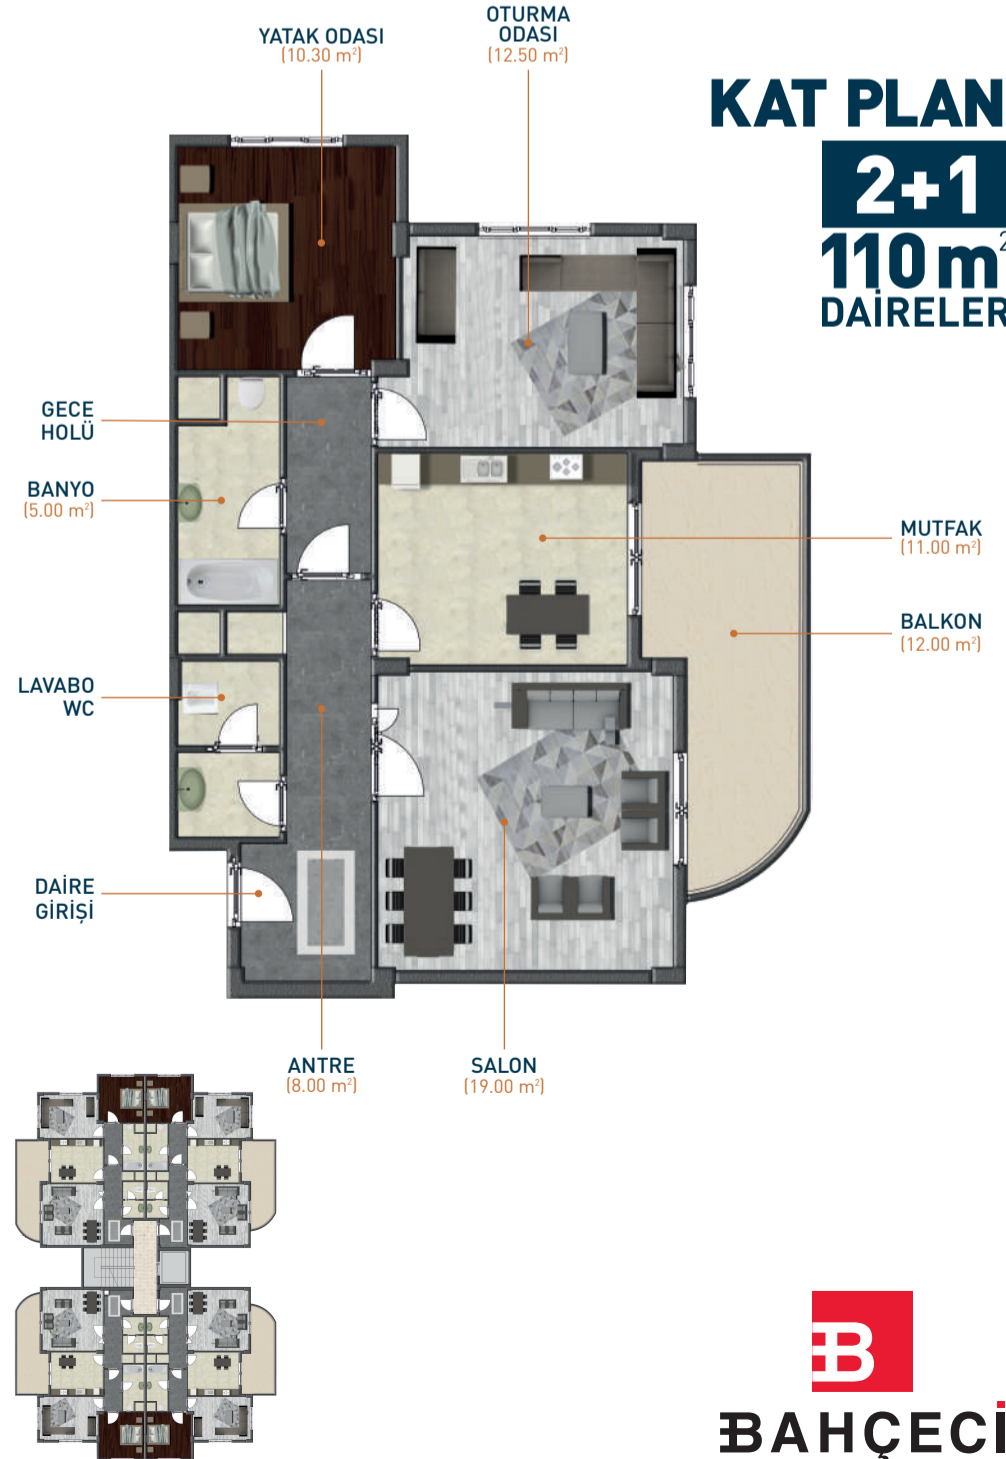 YATAK ODASI
(10.30 m²)
OTURMA
ODASI
(12.50 m²)
KAT PLAN
2+1
110 m²
DAİRELER
GECE
HOLÜ
BANYO
(5.00 m²)
MUTFAK
(11.00 m²)
BALKON
(12.00 m²)
LAVABO
WC
DAİRE
GİRİŞİ
ANTRE
(8.00 m²)
SALON
(19.00 m²)
B
BAHÇECİ